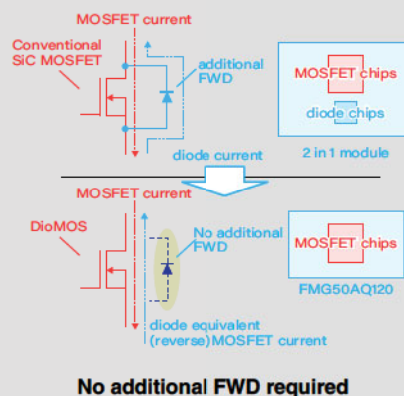 MOSFET current
Conventional
SiC MOSFET
additional
FWD
MOSFET chips
diode chips
diode current
2 in 1 module
MOSFET current
DioMOS
No additional
FWD
MOSFET chips
FMG50AQ120
diode equivalent
(reverse)MOSFET current
No additional FWD required